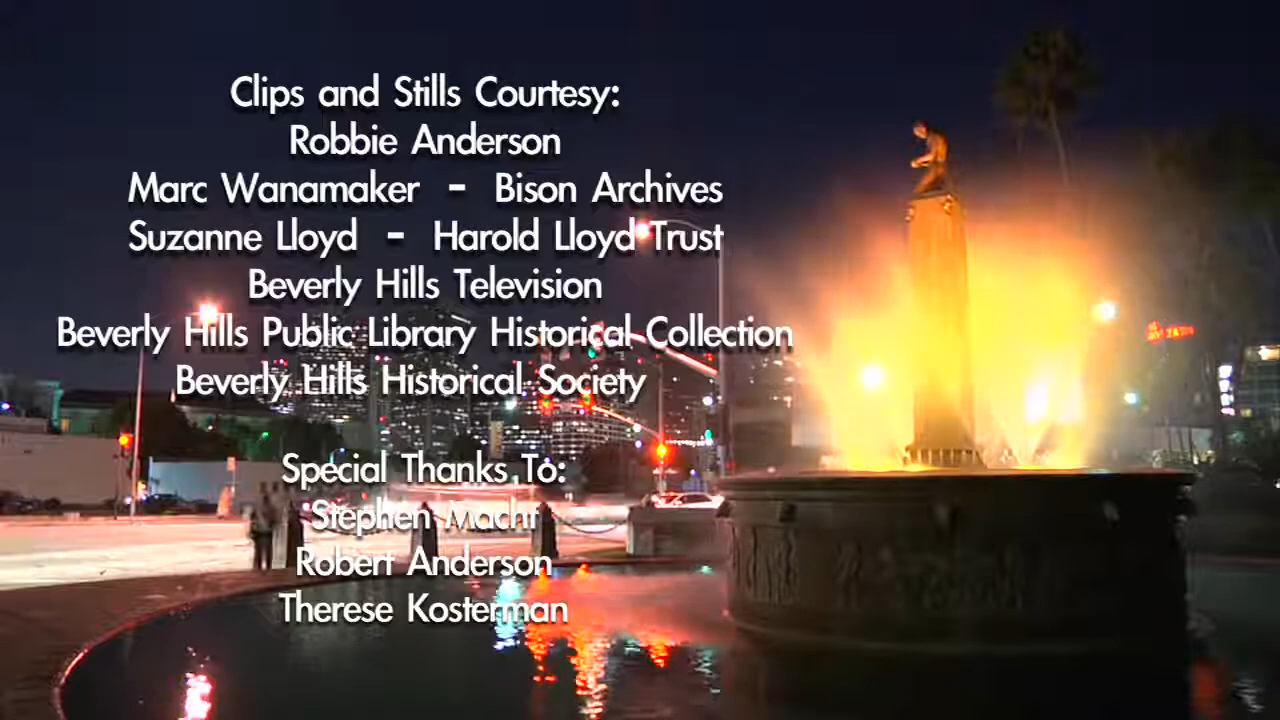 Clips and Stills Courtesy:
Robbie Anderson
Marc Wanamaker - Bison Archives
Suzanne Lloyd - Harold Lloyd Trust
Beverly Hills Television
Beverly Hills Public Library Historical Collection
Beverly Hills Historical Society
Special Thanks To:
Stephen Macht
Robert Anderson
Therese Kosterman